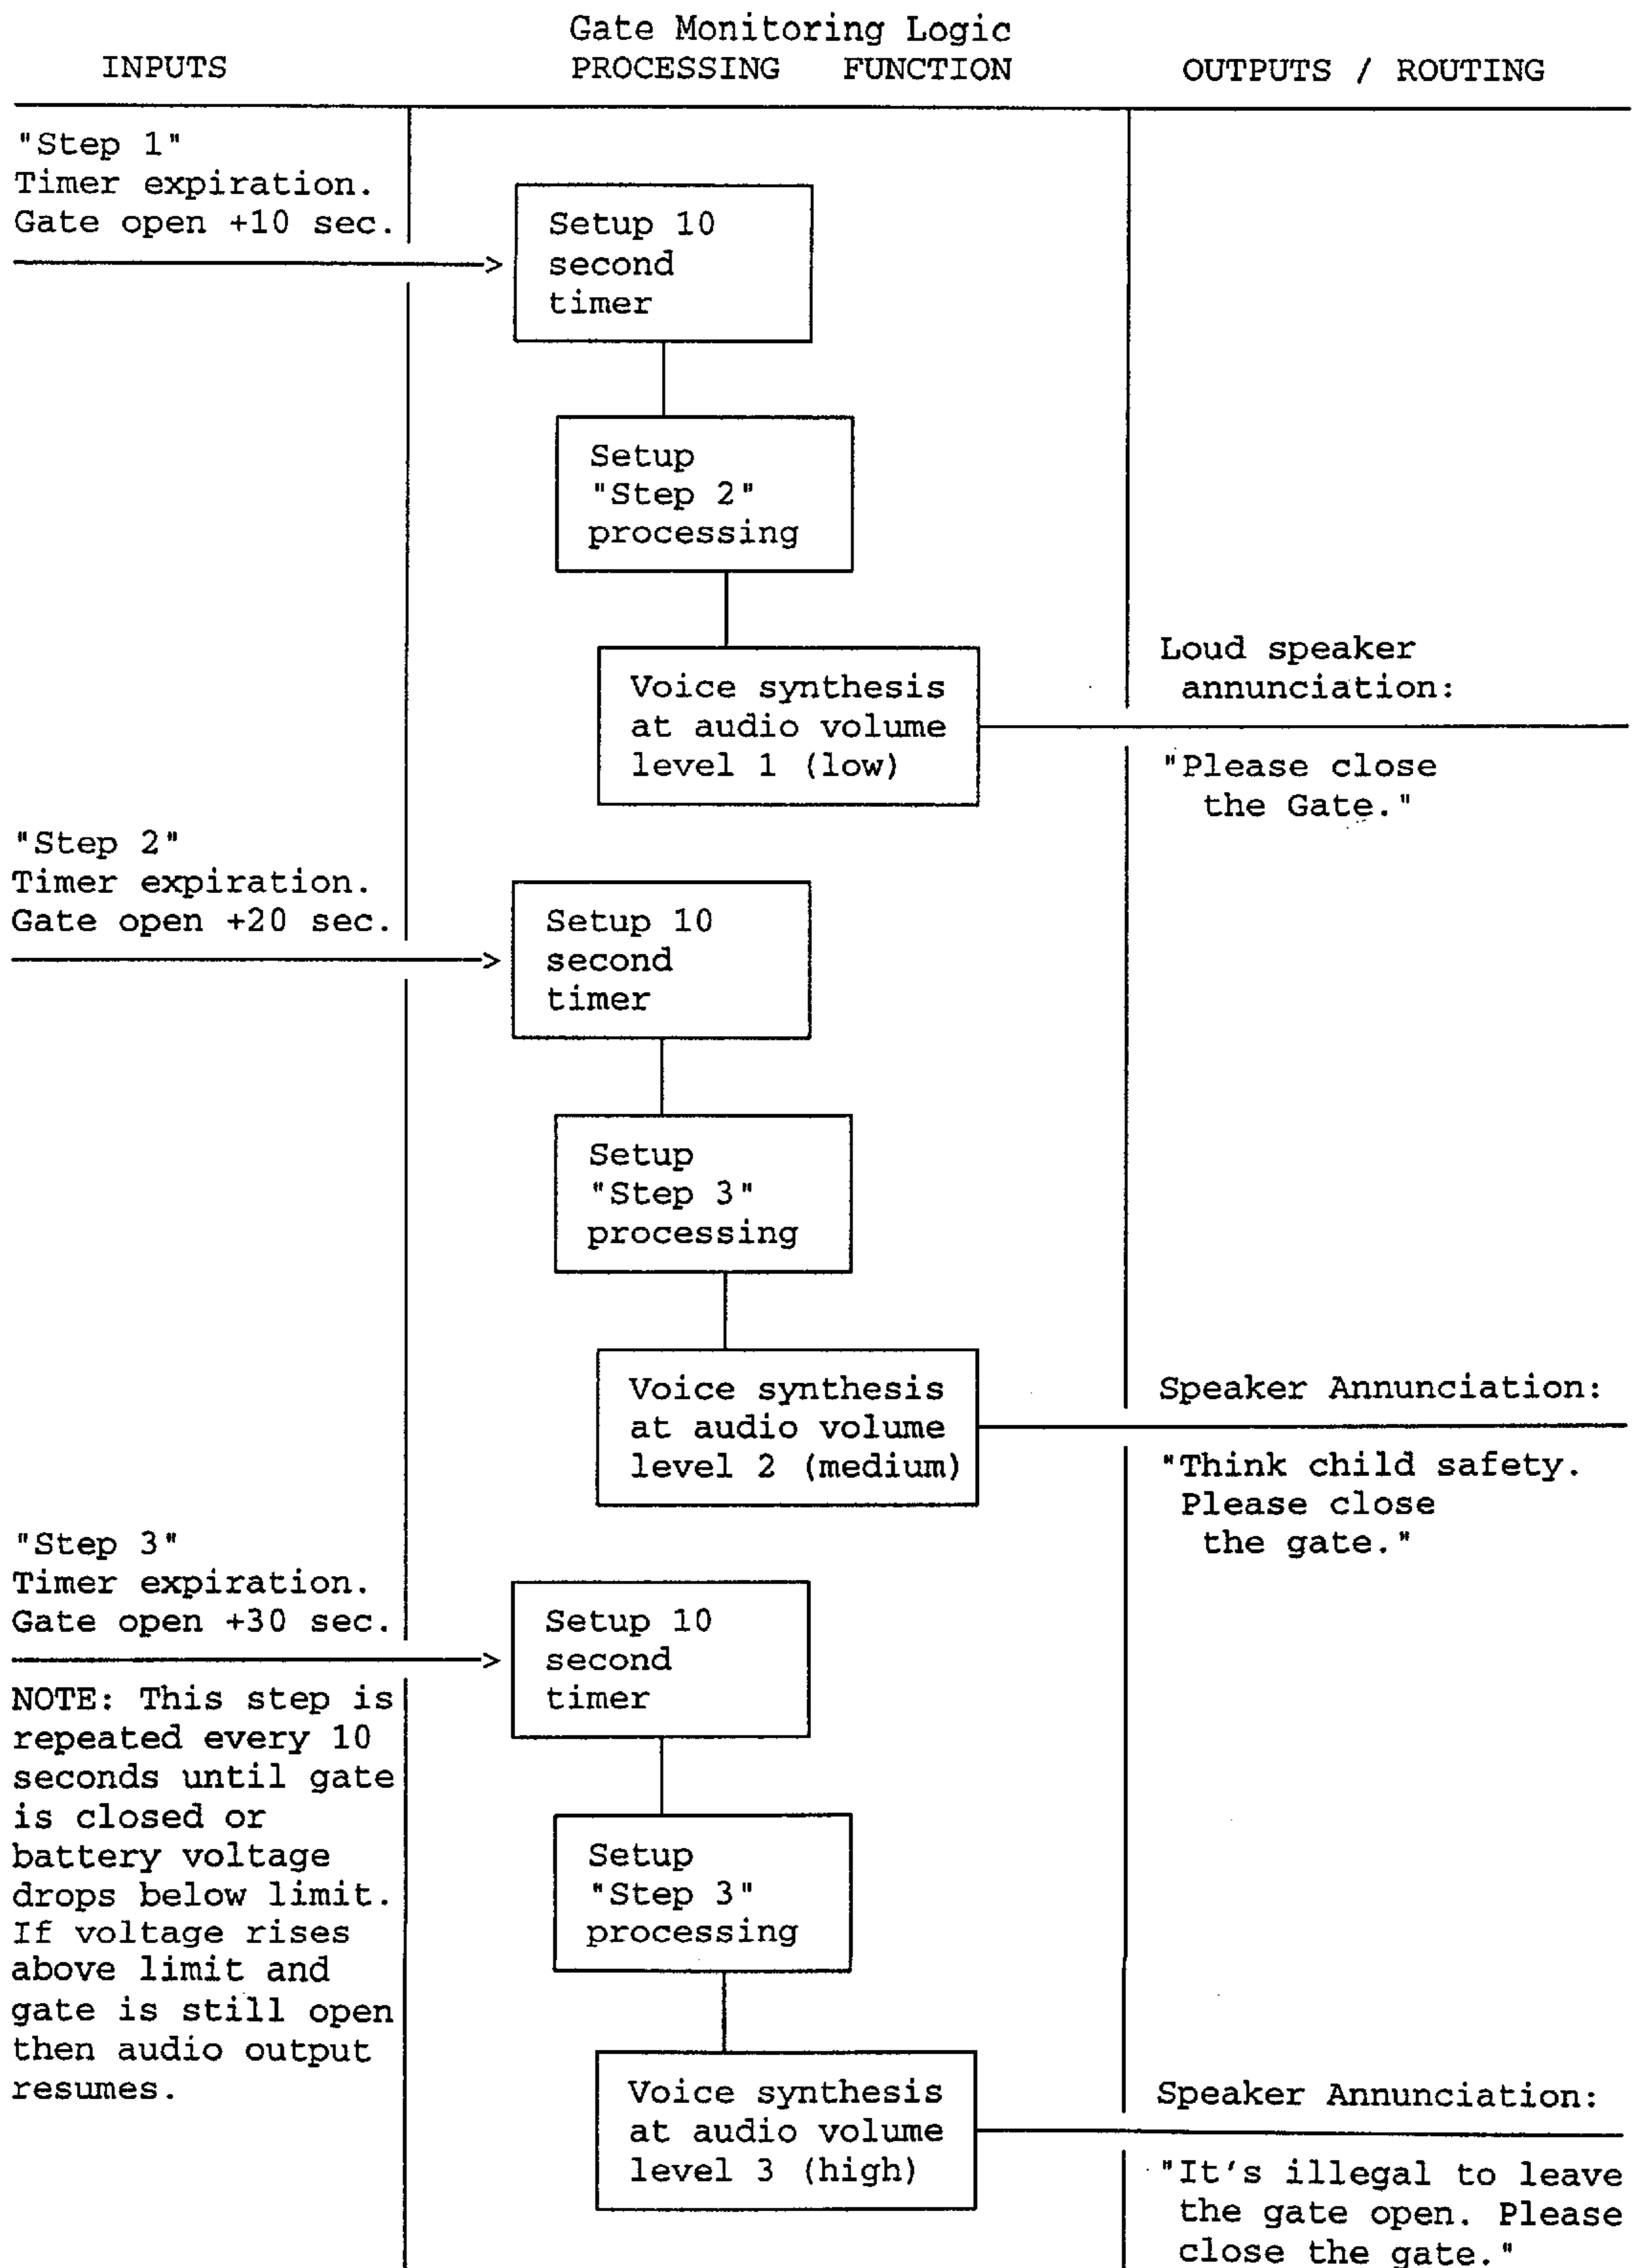 Gate Monitoring Logic
INPUTS PROCESSING FUNCTION OUTPUTS / ROUTING
"Step 1"
Timer expiration.
Gate open +10 sec.
>
Setup 10
second
timer
Setup
"Step 2"
processing
Voice synthesis
at audio volume
level 1 (low)
Loud speaker
annunciation:
"Please close
the Gate."
"Step 2"
Timer expiration.
Gate open +20 sec.
>
Setup 10
second
timer
Setup
"Step 3"
processing
Voice synthesis
at audio volume
level 2 (medium)
Speaker Annunciation:
"Think child safety.
Please close
the gate."
"Step 3"
Timer expiration.
Gate open +30 sec.
>
NOTE: This step is
repeated every 10
seconds until gate
is closed or
battery voltage
drops below limit.
If voltage rises
above limit and
gate is still open
then audio output
resumes.
Setup 10
second
timer
Setup
"Step 3"
processing
Voice synthesis
at audio volume
level 3 (high)
Speaker Annunciation:
"It's illegal to leave
the gate open. Please
close the gate."